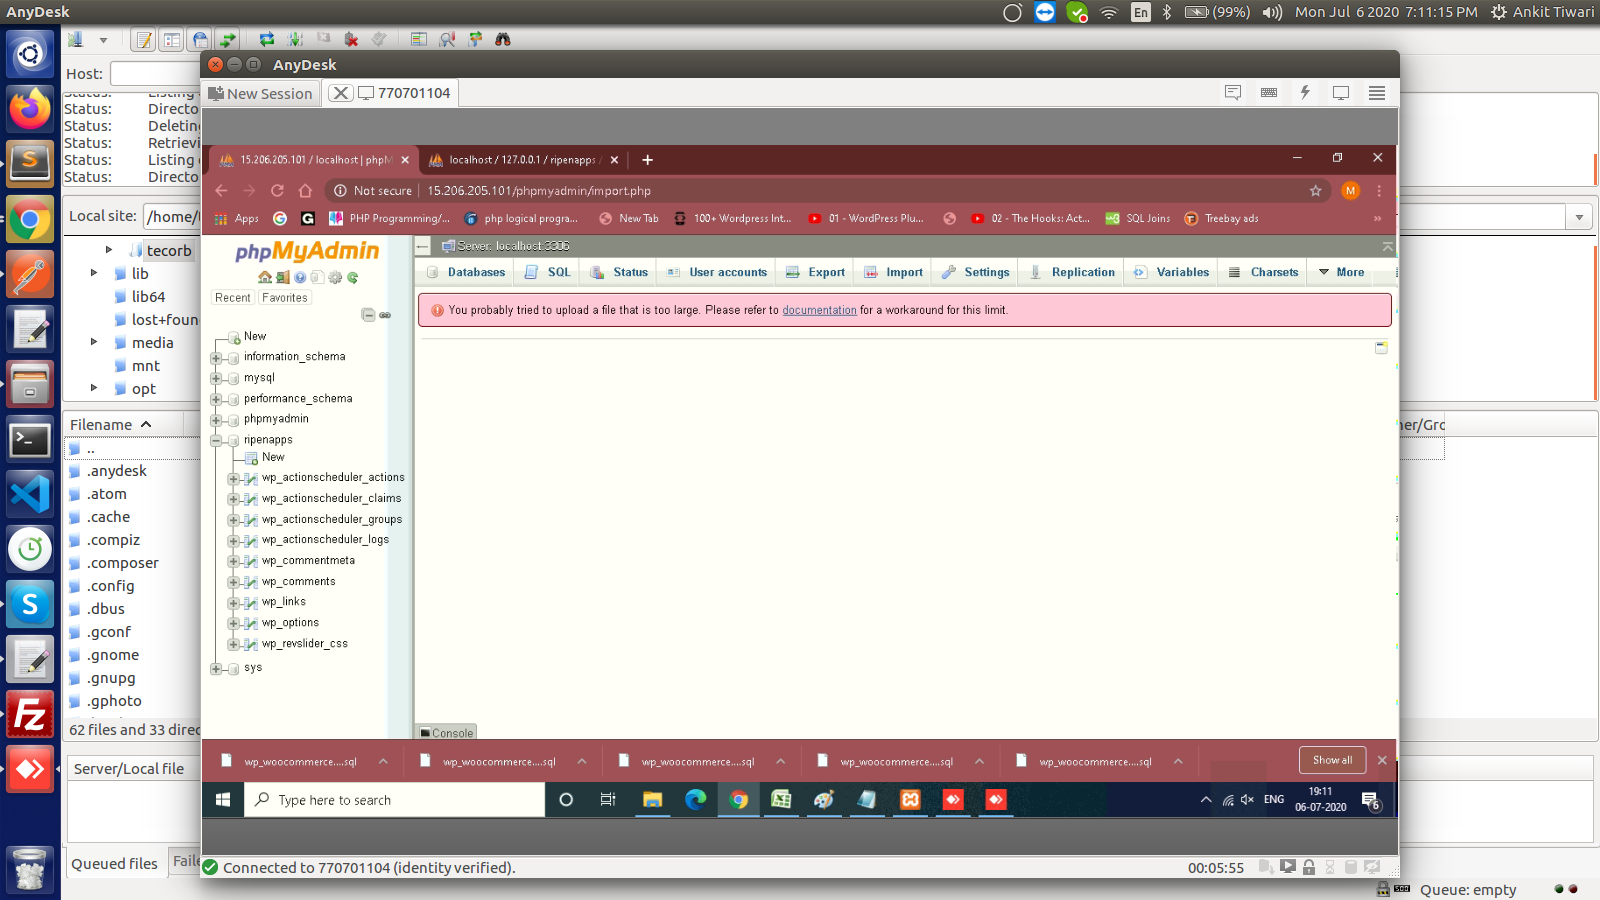 AnyDesk
En
(99%)
Mon Jul 6 2020 7:11:15 PM
Ankit Tiwari
Host:
Status:
Status: Directo
Status: Deleting
Status: Retrievi
Status: Listing
Status: Directo
Local site: /home/
tecorb
lib
lib64
lost+foun
media
mnt
opt
Filename
..
.anydesk
.atom
.cache
.compiz
.composer
.config
.dbus
.gconf
.gnome
.gnupg
.gphoto
62 files and 33 direc
Server/Local file
Queued files
Faile
ner/Gro
Queue: empty
AnyDesk
New Session
770701104
15.206.205.101 / localhost | phpM
localhost / 127.0.0.1 / ripenapps
Not secure
15.206.205.101/phpmyadmin/import.php
M
Apps
PHP Programming/...
php logical progra...
New Tab
100+ Wordpress Int...
01 - WordPress Plu...
02 - The Hooks: Act...
SQL Joins
Treebay ads
phpMyAdmin
Recent
Favorites
New
information_schema
mysql
performance_schema
phpmyadmin
ripenapps
New
wp_actionscheduler_actions
wp_actionscheduler_claims
wp_actionscheduler_groups
wp_actionscheduler_logs
wp_commentmeta
wp_comments
wp_links
wp_options
wp_revslider_css
sys
Server: localhost:3306
Databases
SQL
Status
User accounts
Export
Import
Settings
Replication
Variables
Charsets
More
You probably tried to upload a file that is too large. Please refer to documentation for a workaround for this limit.
Console
wp_woocommerce....sql
wp_woocommerce....sql
wp_woocommerce....sql
wp_woocommerce....sql
wp_woocommerce....sql
Show all
Type here to search
ENG
19:11
06-07-2020
6
Connected to 770701104 (identity verified).
00:05:55